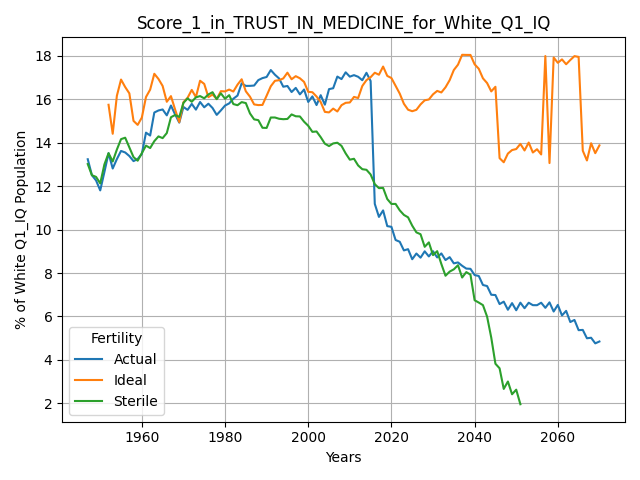 Score_1_in_TRUST_IN_MEDICINE_for_White_Q1_IQ
% of White Q1_IQ Population
18
16
14
12
10
8
6
4
2
Fertility
Actual
Ideal
Sterile
1960
1980
2000
2020
2040
2060
Years